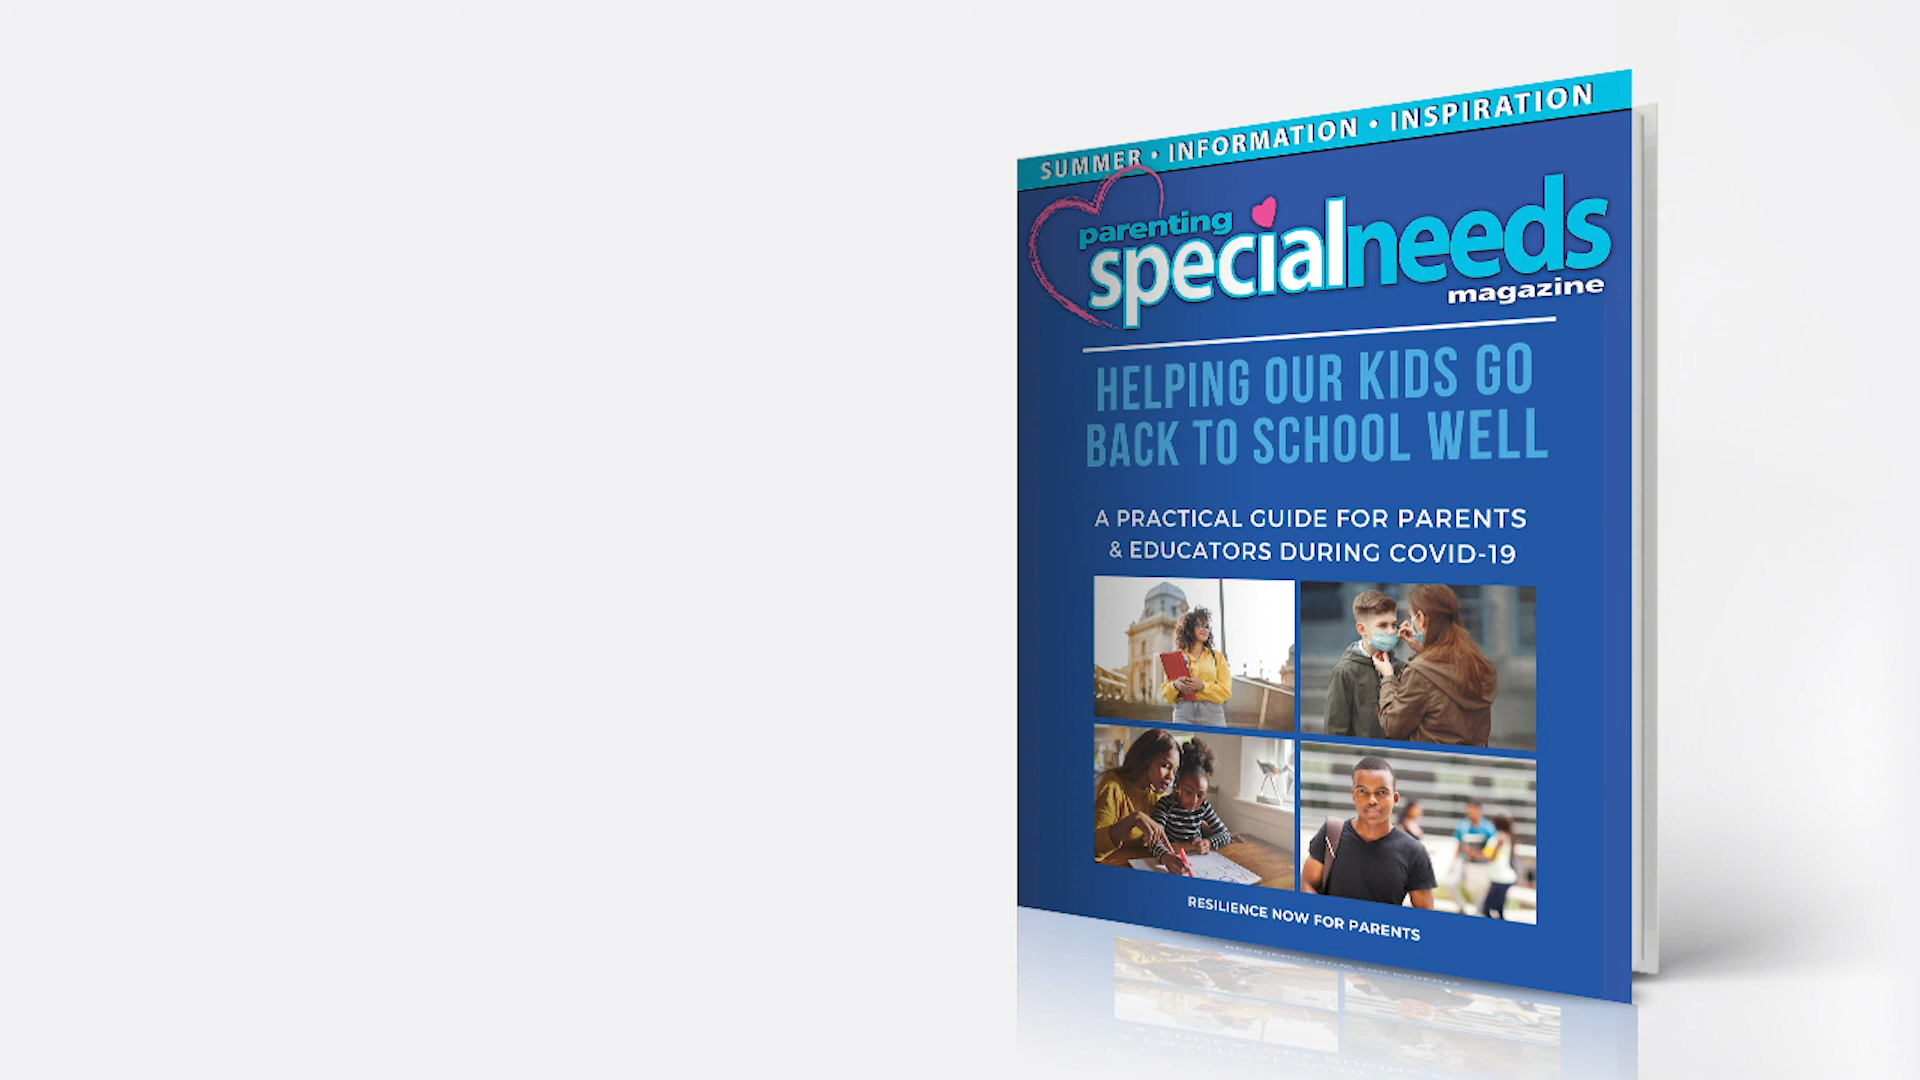 SUMMER • INFORMATION • INSPIRATION
parenting
specialneeds
magazine
HELPING OUR KIDS GO
BACK TO SCHOOL WELL
A PRACTICAL GUIDE FOR PARENTS
& EDUCATORS DURING COVID-19
RESILIENCE NOW FOR PARENTS